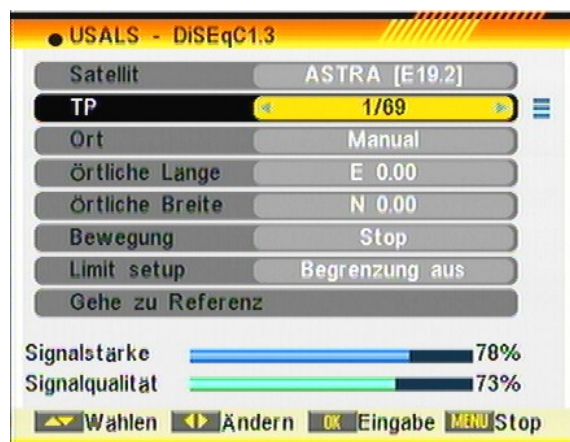 USALS - DiSEqC1.3
Satellit ASTRA [E19.2]
TP 1/69
Ort Manual
örtliche Länge E 0.00
örtliche Breite N 0.00
Bewegung Stop
Limit setup Begrenzung aus
Gehe zu Referenz
Signalstärke 78%
Signalqualität 73%
Wählen Ändern OK Eingabe MENU Stop